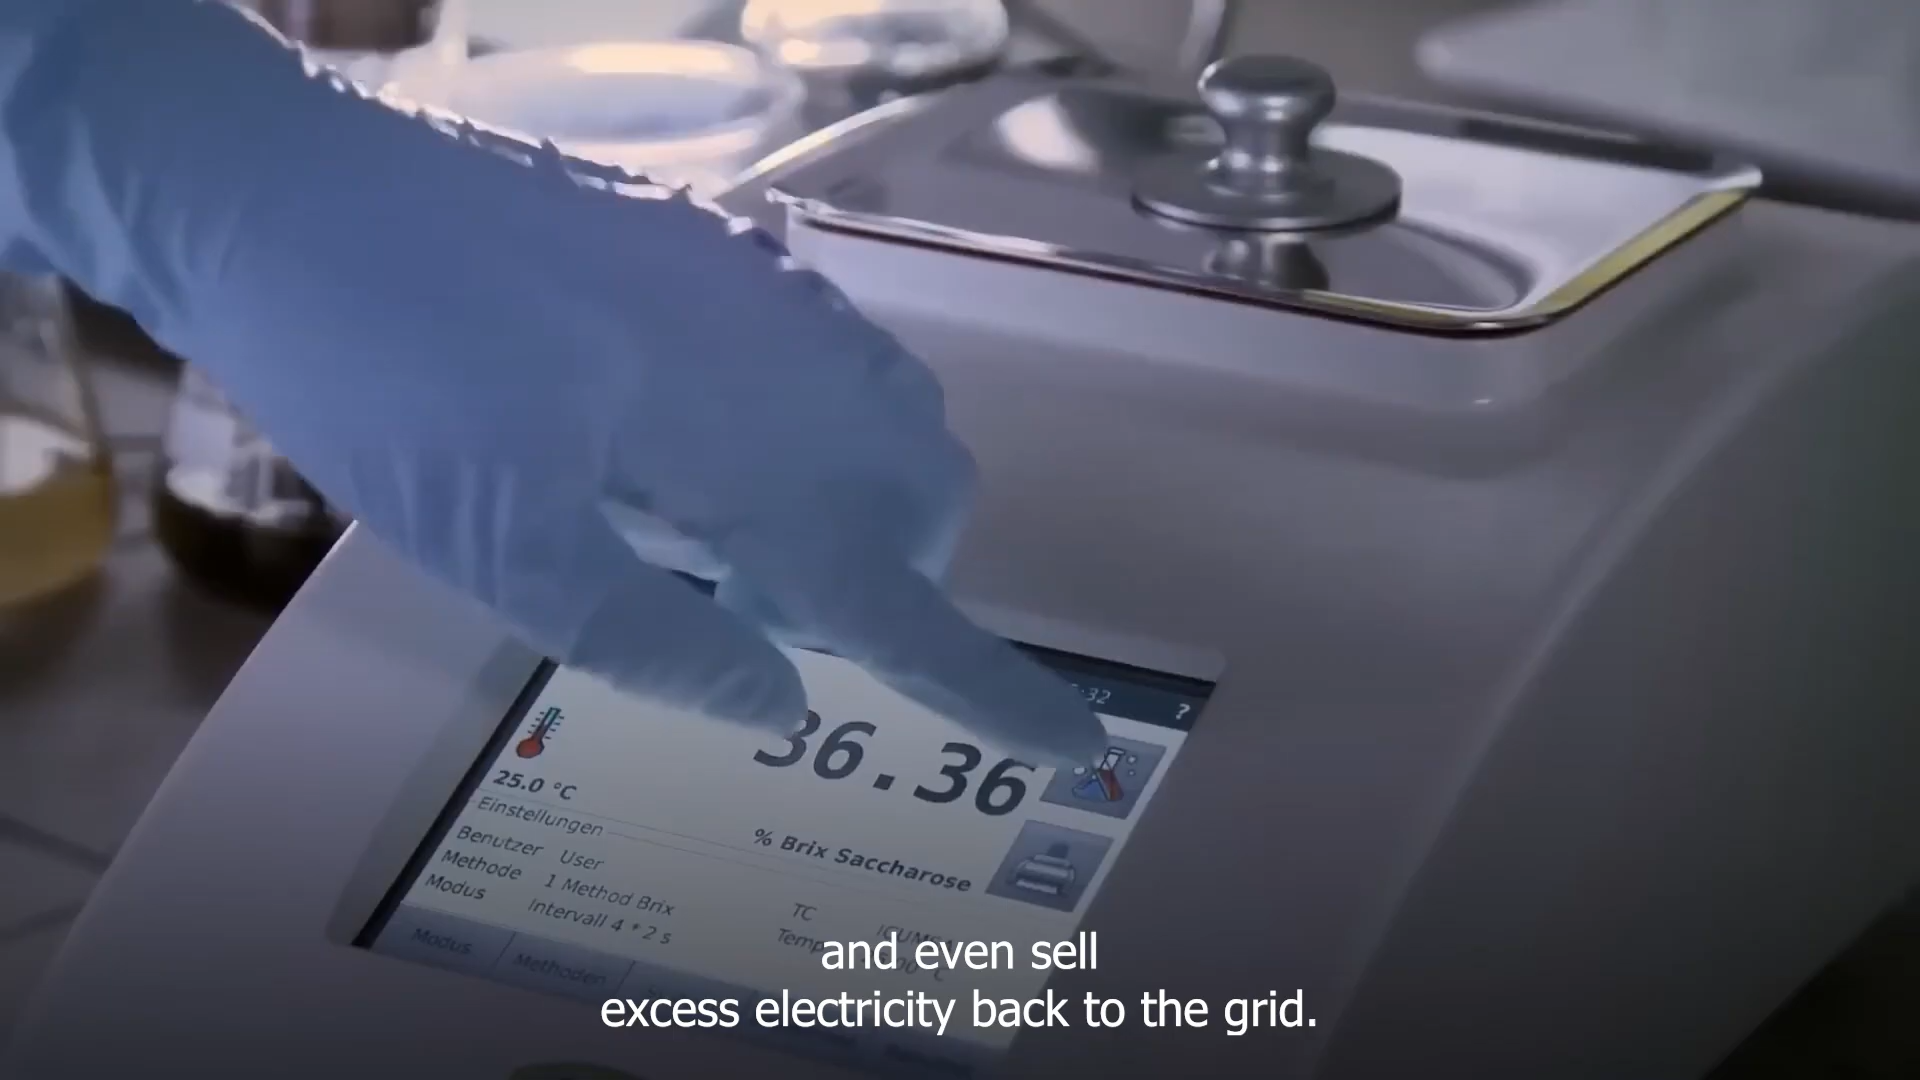 ?
36.36
25.0 °C
% Brix Saccharose
Einstellungen
Benutzer User
Methode 1 Method Brix
Modus Intervall 4 * 2 s
TC
Modus Methoden
and even sell
excess electricity back to the grid.